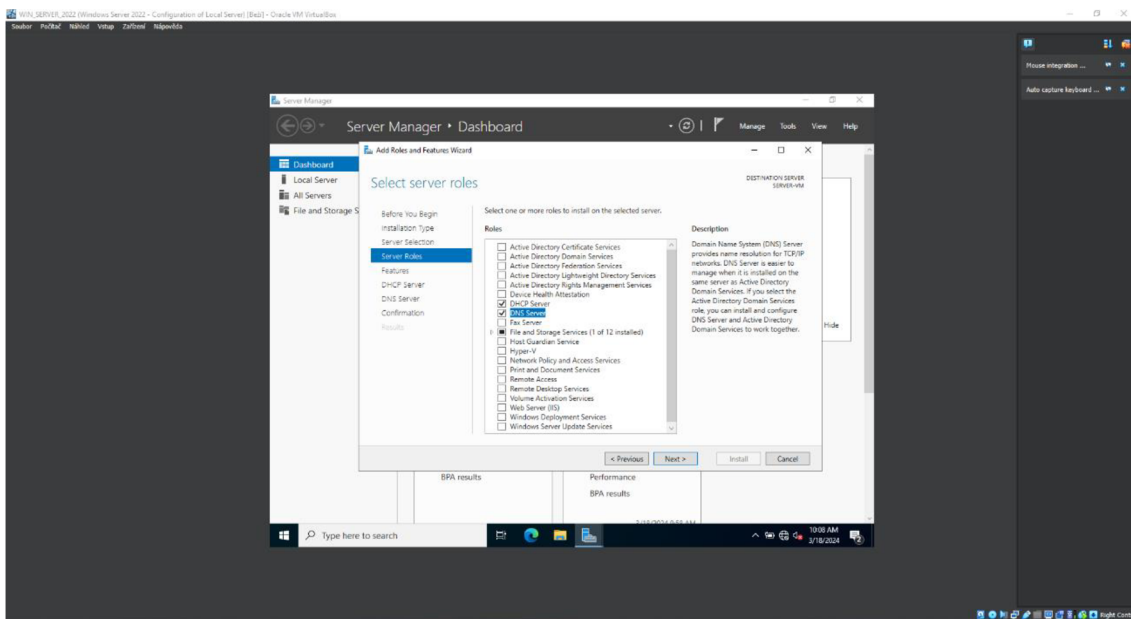 WIN_SERVER_2022 (Windows Server 2022 - Configuration of Local Server) [Běží] - Oracle VM VirtualBox
Soubor Počítač Náhled Vstup Zařízení Nápověda
Mouse integration ...
Auto capture keyboard ...
Server Manager
Server Manager ‣ Dashboard
Manage Tools View Help
Dashboard
Local Server
All Servers
File and Storage S
Add Roles and Features Wizard
Select server roles
DESTINATION SERVER
SERVER-VM
Before You Begin
Installation Type
Server Selection
Server Roles
Features
DHCP Server
DNS Server
Confirmation
Results
Select one or more roles to install on the selected server.
Roles
Active Directory Certificate Services
Active Directory Domain Services
Active Directory Federation Services
Active Directory Lightweight Directory Services
Active Directory Rights Management Services
Device Health Attestation
DHCP Server
DNS Server
Fax Server
File and Storage Services (1 of 12 installed)
Host Guardian Service
Hyper-V
Network Policy and Access Services
Print and Document Services
Remote Access
Remote Desktop Services
Volume Activation Services
Web Server (IIS)
Windows Deployment Services
Windows Server Update Services
Description
Domain Name System (DNS) Server
provides name resolution for TCP/IP
networks. DNS Server is easier to
manage when it is installed on the
same server as Active Directory
Domain Services. If you select the
Active Directory Domain Services
role, you can install and configure
DNS Server and Active Directory
Domain Services to work together.
Hide
< Previous Next > Install Cancel
BPA results
Performance
BPA results
Type here to search
10:08 AM
3/18/2024
2
Right Cont